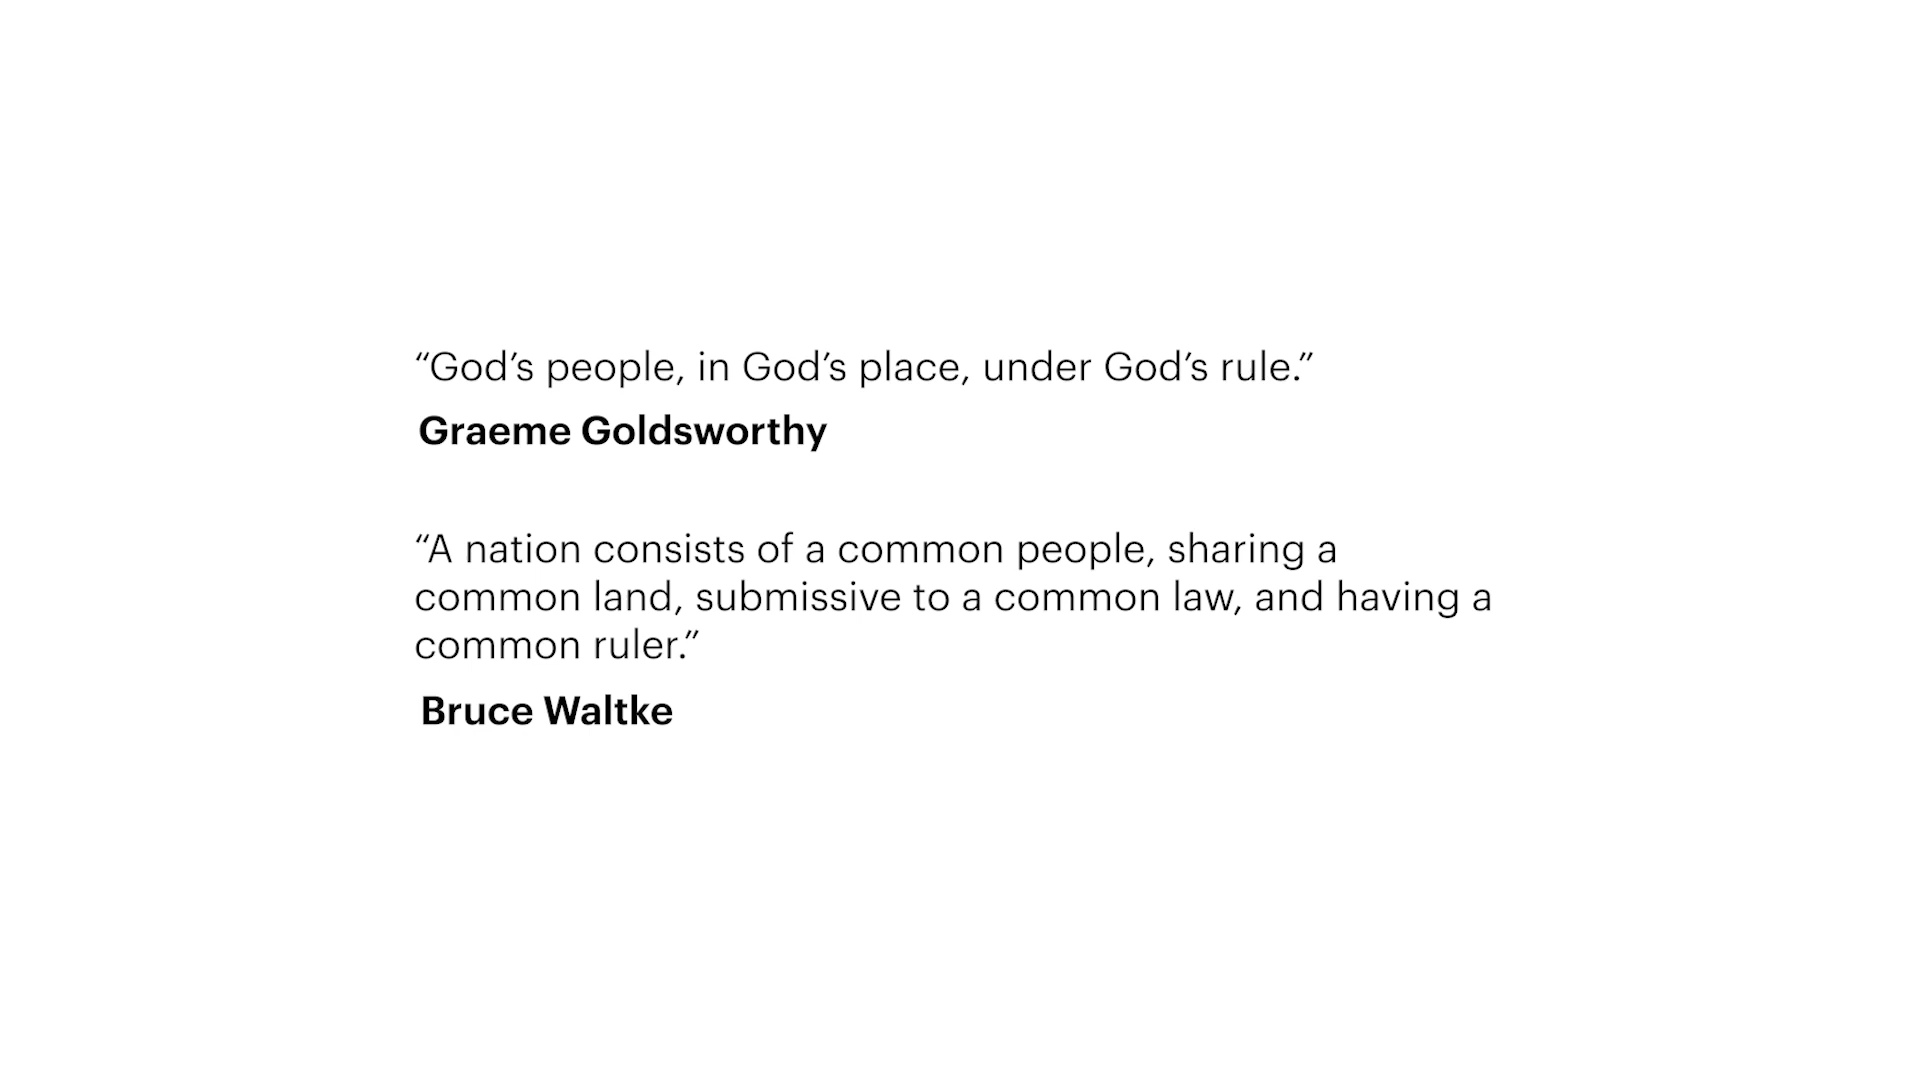 “God’s people, in God’s place, under God’s rule.”
Graeme Goldsworthy
“A nation consists of a common people, sharing a
common land, submissive to a common law, and having a
common ruler.”
Bruce Waltke